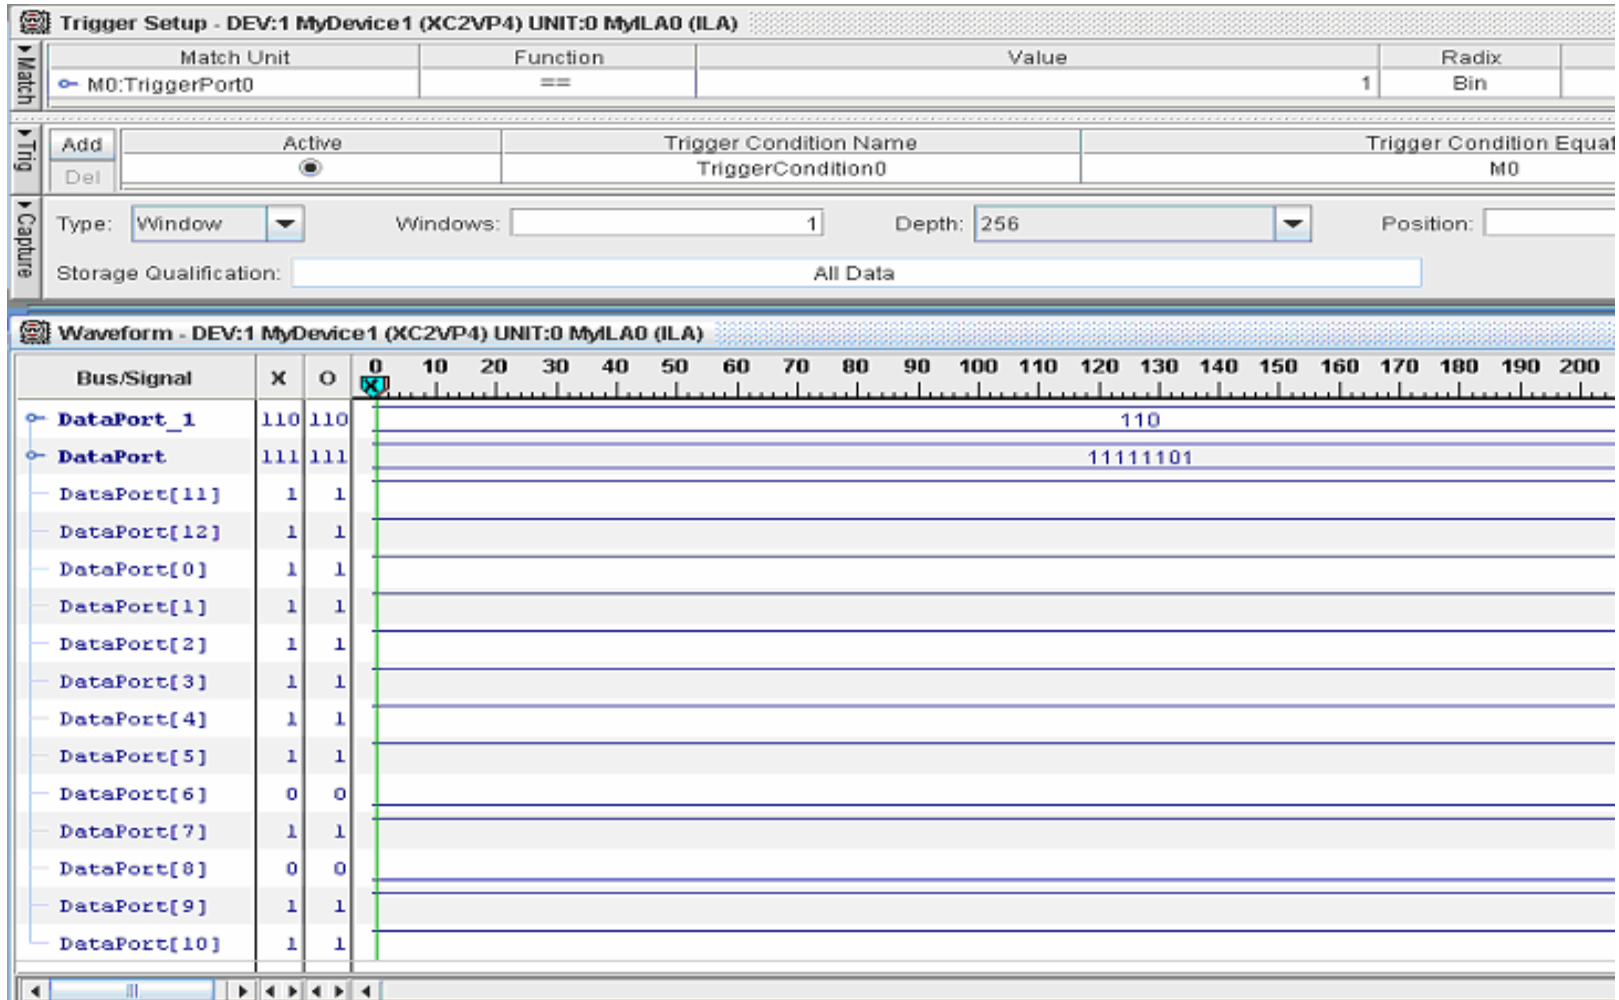 Trigger Setup - DEV:1 MyDevice1 (XC2VP4) UNIT:0 MyILA0 (ILA)
Match
Match Unit Function Value Radix
M0:TriggerPort0 == 1 Bin
Trig
Add Active Trigger Condition Name Trigger Condition Equat
Del TriggerCondition0 M0
Capture
Type: Window Windows: 1 Depth: 256 Position:
Storage Qualification: All Data
Waveform - DEV:1 MyDevice1 (XC2VP4) UNIT:0 MyILA0 (ILA)
Bus/Signal X O 0 10 20 30 40 50 60 70 80 90 100 110 120 130 140 150 160 170 180 190 200
X
DataPort_1 110 110 110
DataPort 111 111 11111101
DataPort[11] 1 1
DataPort[12] 1 1
DataPort[0] 1 1
DataPort[1] 1 1
DataPort[2] 1 1
DataPort[3] 1 1
DataPort[4] 1 1
DataPort[5] 1 1
DataPort[6] 0 0
DataPort[7] 1 1
DataPort[8] 0 0
DataPort[9] 1 1
DataPort[10] 1 1